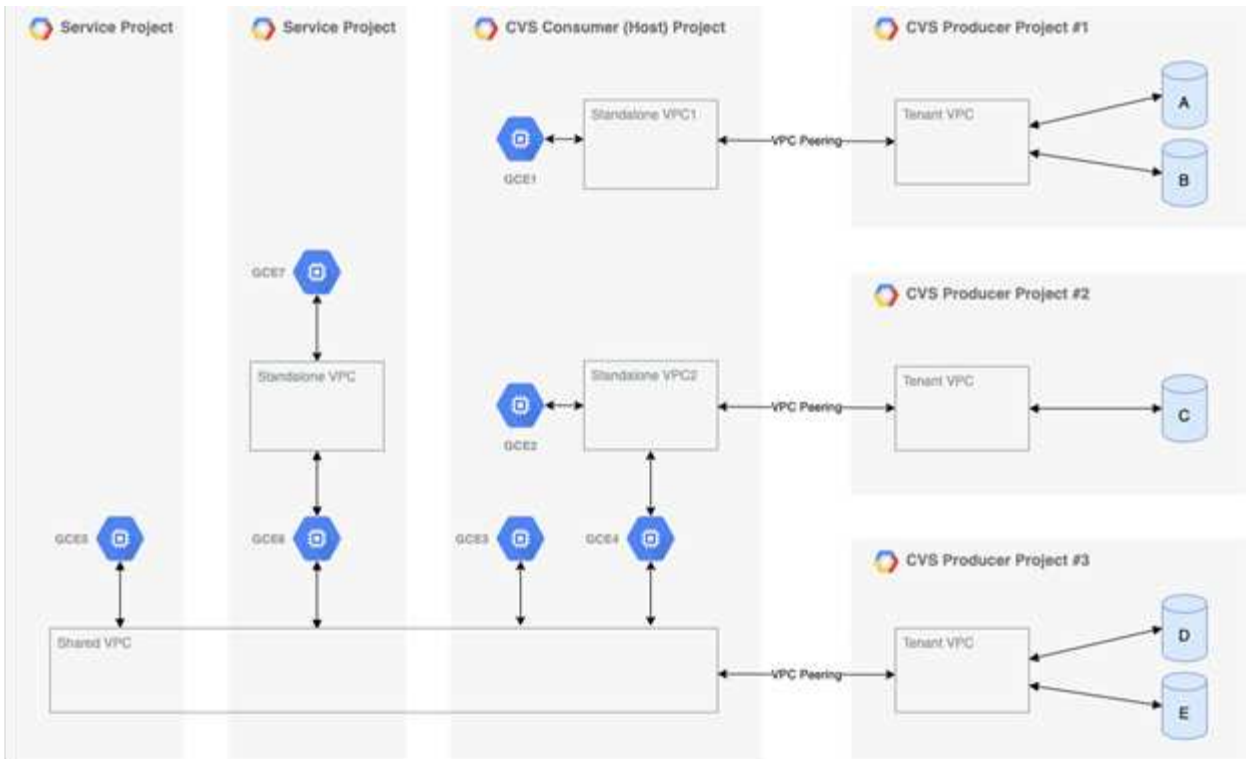 Service Project
Service Project
CVS Consumer (Host) Project
CVS Producer Project #1
Standalone VPC1
GCE1
VPC Peering
Tenant VPC
A
B
GCE7
CVS Producer Project #2
Standalone VPC
Standalone VPC2
GCE2
VPC Peering
Tenant VPC
C
GCE5
GCE6
GCE3
GCE4
CVS Producer Project #3
Shared VPC
VPC Peering
Tenant VPC
D
E